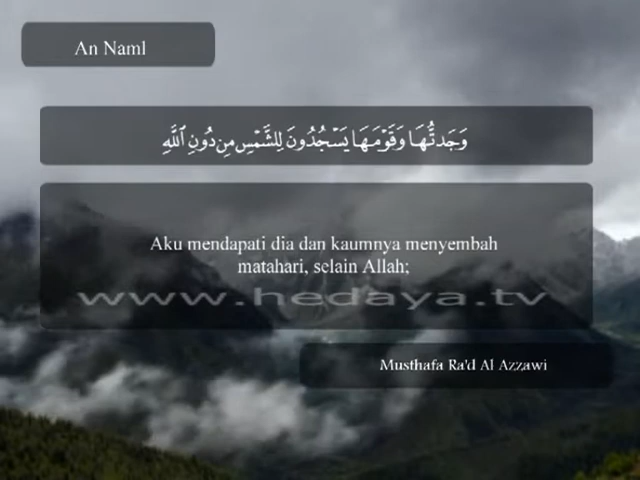 An Naml
وَجَدتُّهَا وَقَوْمَهَا يَسْجُدُونَ لِلشَّمْسِ مِن دُونِ ٱللَّهِ
Aku mendapati dia dan kaumnya menyembah
matahari, selain Allah;
www.hedaya.tv
Musthafa Ra'd Al Azzawi